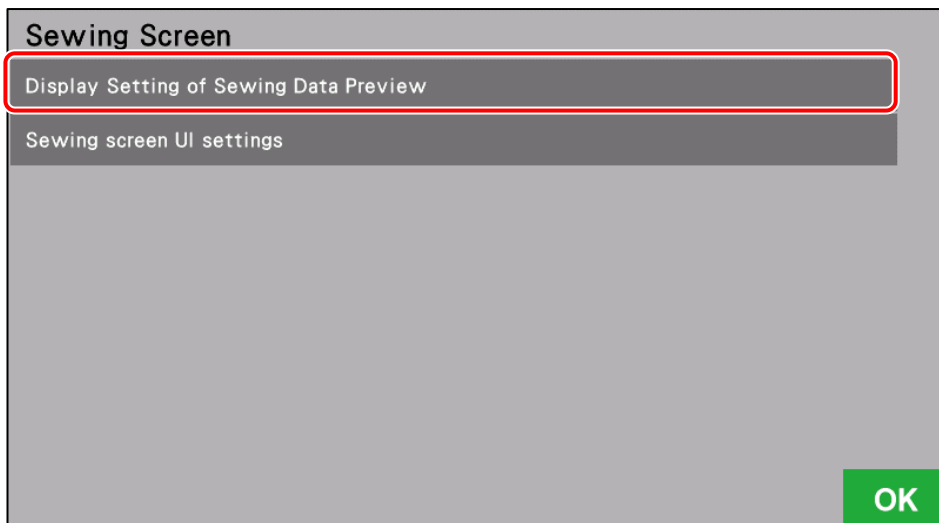 Sewing Screen
Display Setting of Sewing Data Preview
Sewing screen UI settings
OK